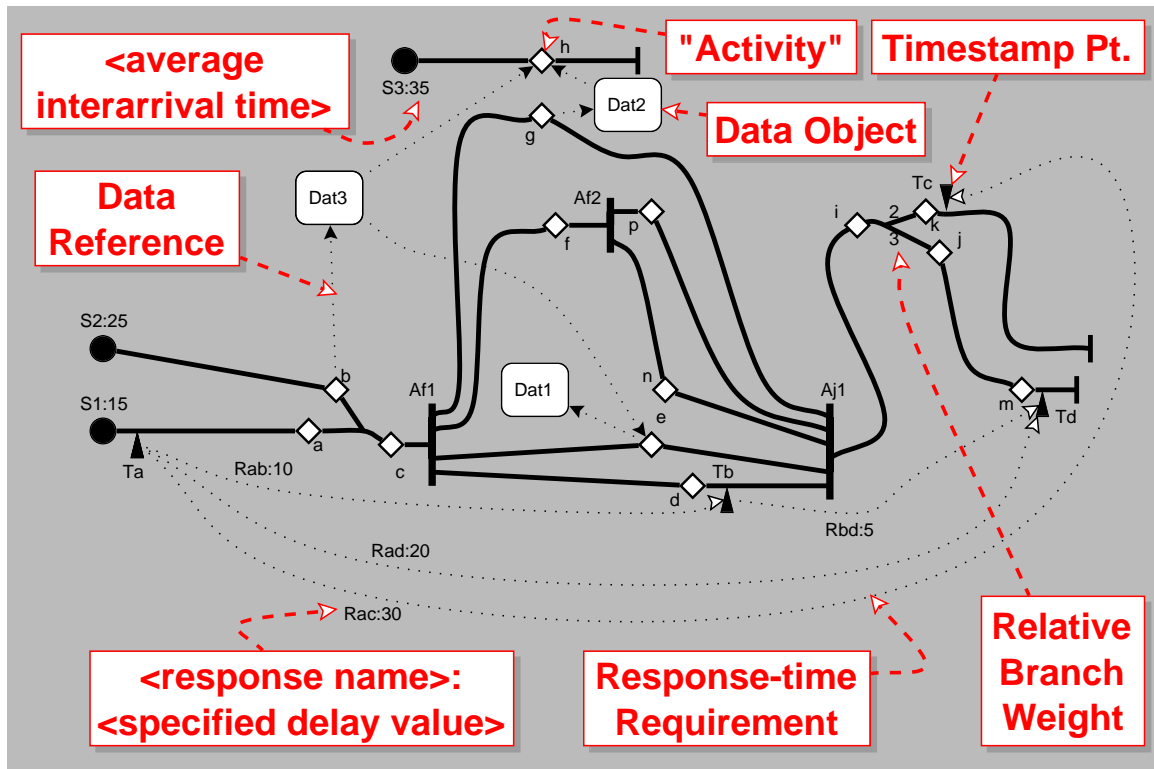 <average
interarrival time>
"Activity"
Timestamp Pt.
h
S3:35
Dat2
g
Data Object
Data
Reference
Dat3
Af2
p
f
Tc
i
2
k
3
j
S2:25
b
Dat1
n
Af1
Aj1
S1:15
a
c
e
m
Td
Ta
Rab:10
Tb
d
Rbd:5
Rad:20
Rac:30
<response name>:
<specified delay value>
Response-time
Requirement
Relative
Branch
Weight